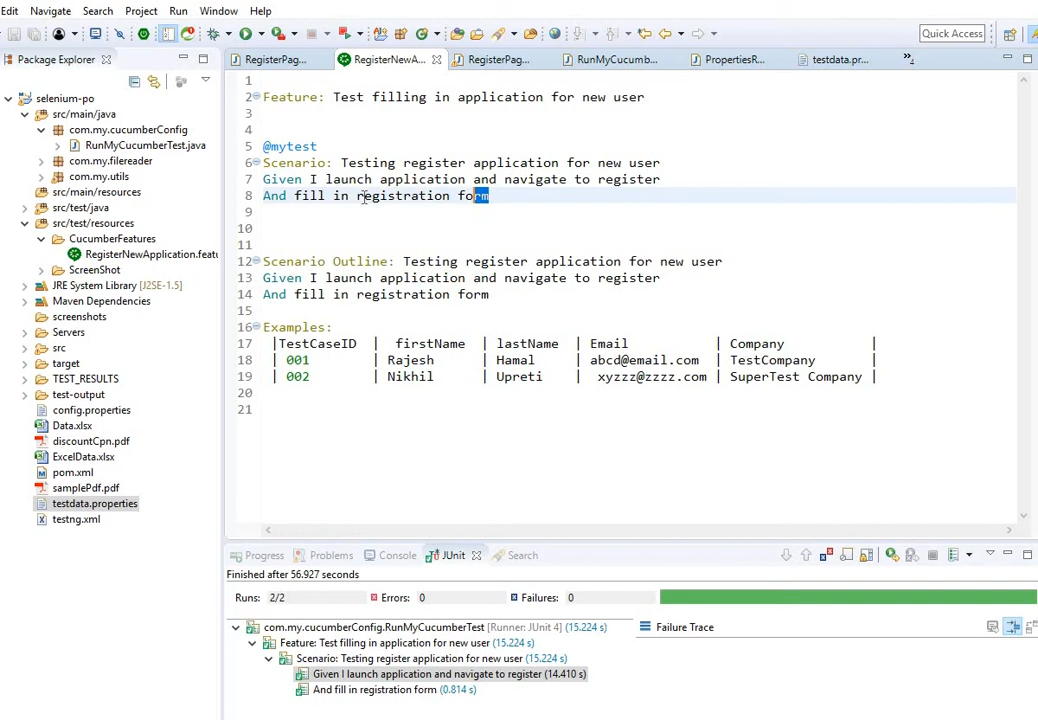 Edit Navigate Search Project Run Window Help
Quick Access
Package Explorer
RegisterPag... RegisterNewA... RegisterPag... RunMyCucumb... PropertiesR... testdata.pr... »
selenium-po
src/main/java
com.my.cucumberConfig
RunMyCucumberTest.java
com.my.filereader
com.my.utils
src/main/resources
src/test/java
src/test/resources
CucumberFeatures
RegisterNewApplication.featu
ScreenShot
JRE System Library [J2SE-1.5]
Maven Dependencies
screenshots
Servers
src
target
TEST_RESULTS
test-output
config.properties
Data.xlsx
discountCpn.pdf
ExcelData.xlsx
pom.xml
samplePdf.pdf
testdata.properties
testng.xml
1
2 Feature: Test filling in application for new user
3
4
5 @mytest
6 Scenario: Testing register application for new user
7 Given I launch application and navigate to register
8 And fill in registration form
9
10
11
12 Scenario Outline: Testing register application for new user
13 Given I launch application and navigate to register
14 And fill in registration form
15
16 Examples:
17 |TestCaseID | firstName | lastName | Email | Company |
18 | 001 | Rajesh | Hamal | abcd@email.com | TestCompany |
19 | 002 | Nikhil | Upreti | xyzzz@zzzz.com | SuperTest Company |
20
21
Progress Problems Console JUnit Search
Finished after 56.927 seconds
Runs: 2/2 Errors: 0 Failures: 0
com.my.cucumberConfig.RunMyCucumberTest [Runner: JUnit 4] (15.224 s)
Feature: Test filling in application for new user (15.224 s)
Scenario: Testing register application for new user (15.224 s)
Given I launch application and navigate to register (14.410 s)
And fill in registration form (0.814 s)
Failure Trace